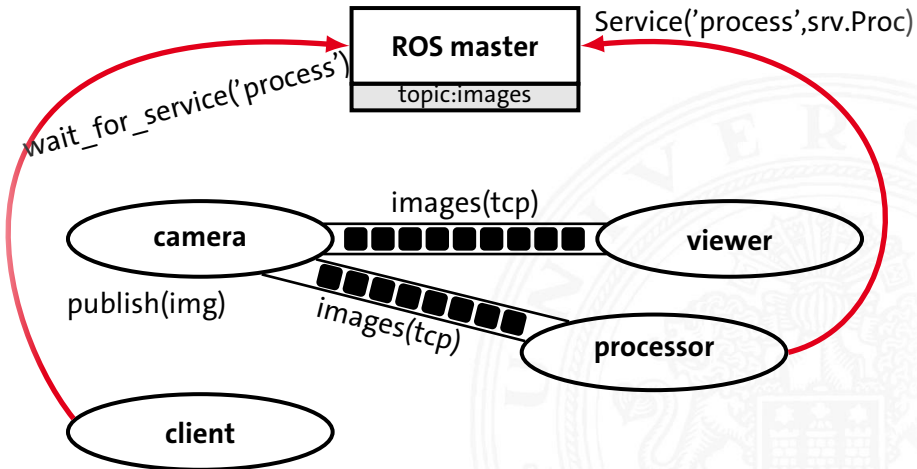 Service('process',srv.Proc)
ROS master
topic:images
wait_for_service('process')
images(tcp)
camera
viewer
publish(img)
images(tcp)
processor
client